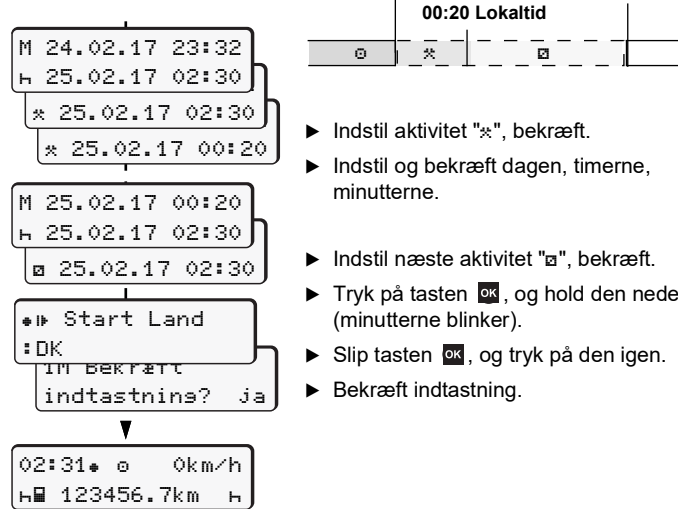 M 24.02.17 23:32
h 25.02.17 02:30
25.02.17 02:30
25.02.17 00:20
M 25.02.17 00:20
h 25.02.17 02:30
25.02.17 02:30
Start Land
:DK
1M Bekræft
indtastning? ja
02:31 0km/h
h 123456.7km h
00:20 Lokaltid
▶ Indstil aktivitet "", bekræft.
▶ Indstil og bekræft dagen, timerne,
minutterne.
▶ Indstil næste aktivitet "", bekræft.
▶ Tryk på tasten OK, og hold den nede
(minutterne blinker).
▶ Slip tasten OK, og tryk på den igen.
▶ Bekræft indtastning.